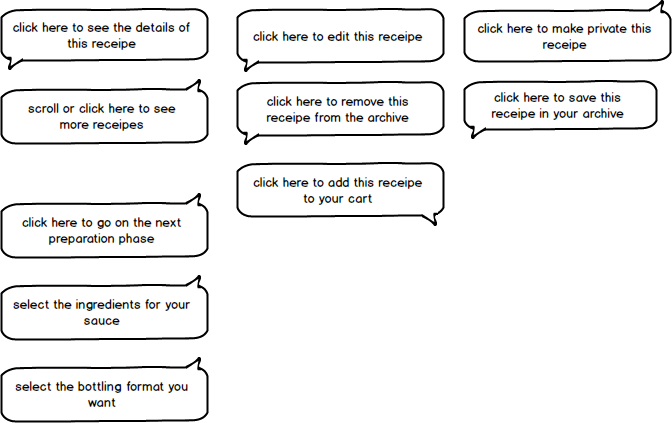 click here to see the details of
this receipe
click here to edit this receipe
click here to make private this
receipe
scroll or click here to see
more receipes
click here to remove this
receipe from the archive
click here to save this
receipe in your archive
click here to add this receipe
to your cart
click here to go on the next
preparation phase
select the ingredients for your
sauce
select the bottling format you
want